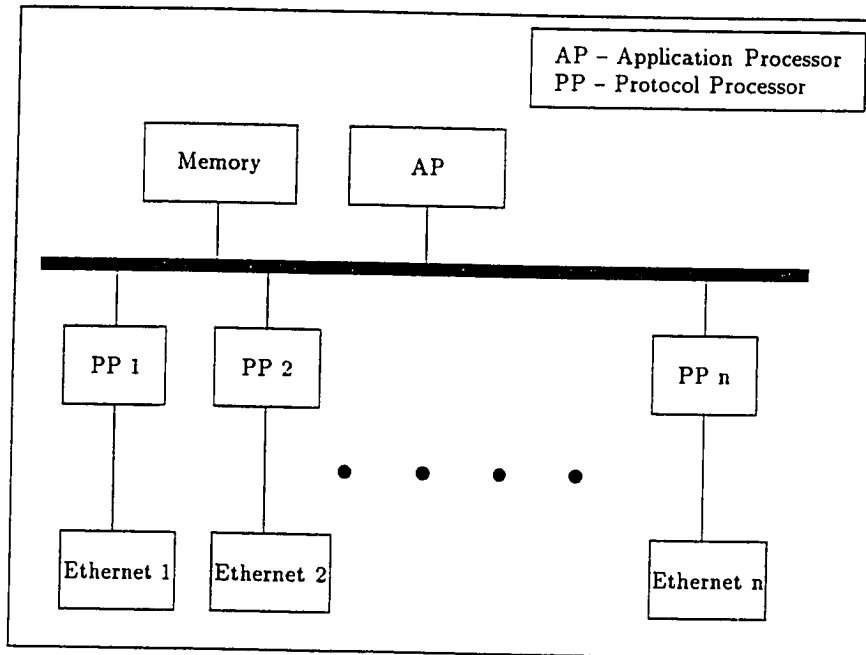 AP – Application Processor
PP – Protocol Processor
Memory
AP
PP 1
PP 2
PP n
Ethernet 1
Ethernet 2
Ethernet n